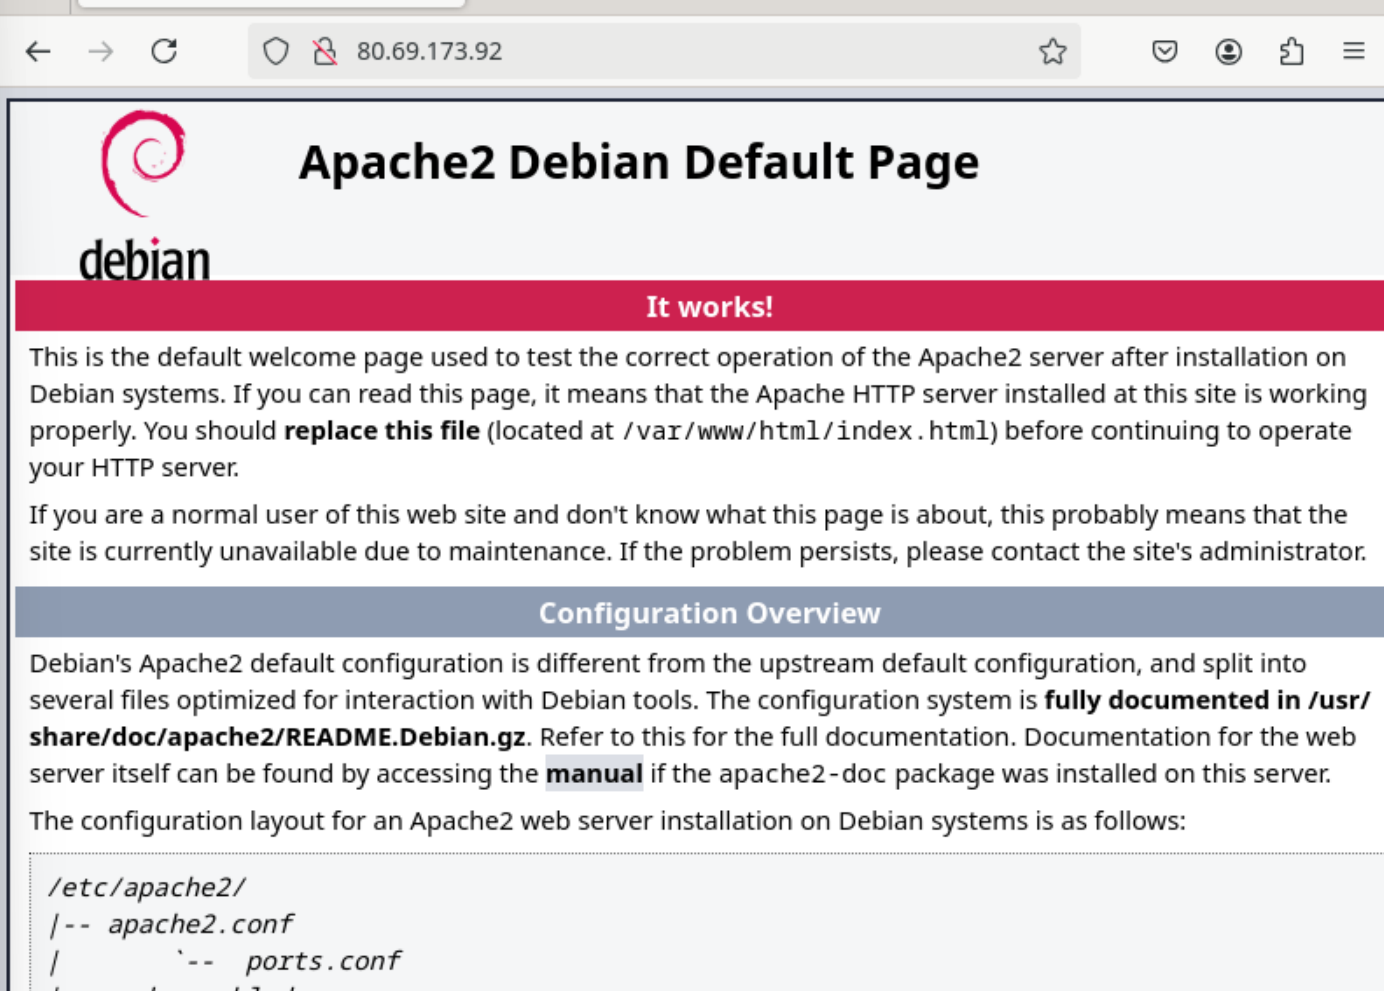 80.69.173.92
debian
Apache2 Debian Default Page
It works!
This is the default welcome page used to test the correct operation of the Apache2 server after installation on
Debian systems. If you can read this page, it means that the Apache HTTP server installed at this site is working
properly. You should replace this file (located at /var/www/html/index.html) before continuing to operate
your HTTP server.
If you are a normal user of this web site and don't know what this page is about, this probably means that the
site is currently unavailable due to maintenance. If the problem persists, please contact the site's administrator.
Configuration Overview
Debian's Apache2 default configuration is different from the upstream default configuration, and split into
several files optimized for interaction with Debian tools. The configuration system is fully documented in /usr/
share/doc/apache2/README.Debian.gz. Refer to this for the full documentation. Documentation for the web
server itself can be found by accessing the manual if the apache2-doc package was installed on this server.
The configuration layout for an Apache2 web server installation on Debian systems is as follows:
/etc/apache2/
|-- apache2.conf
|       `--  ports.conf